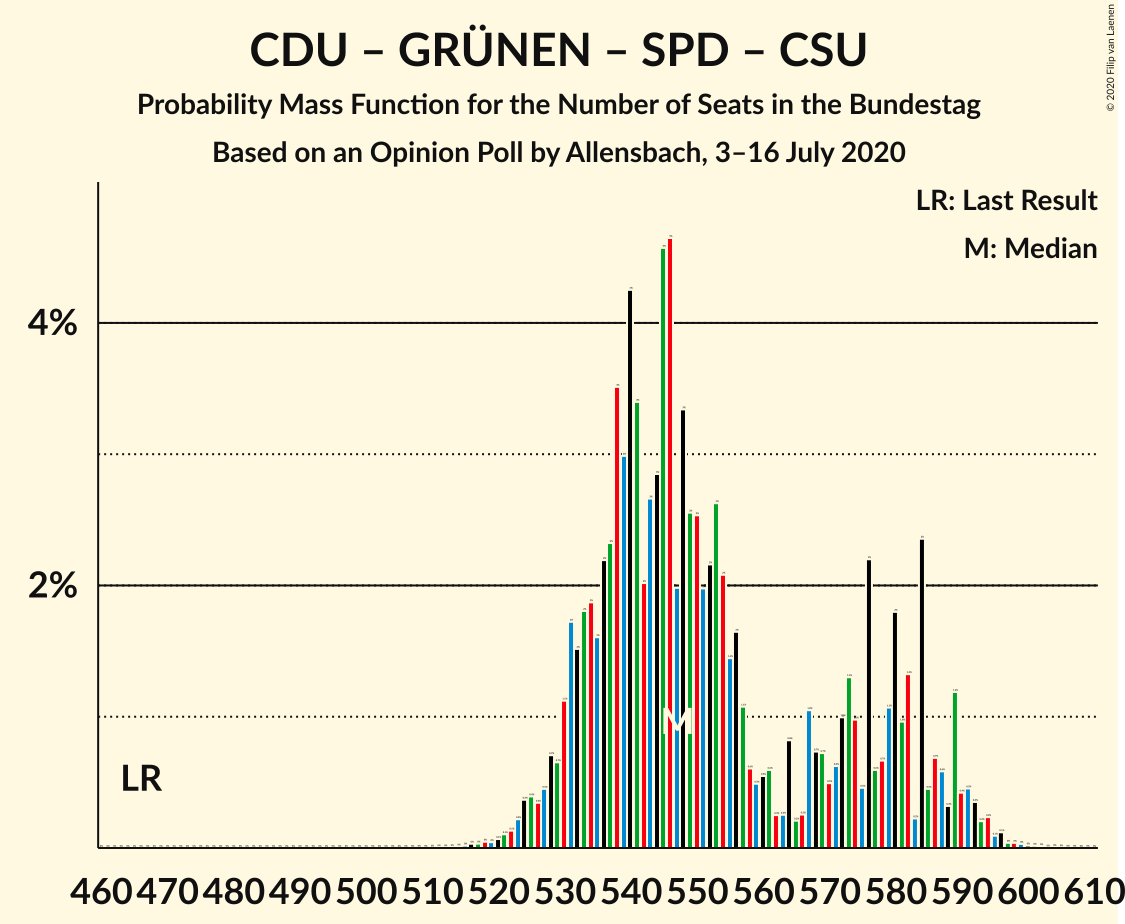 CDU – GRÜNEN – SPD – CSU
Probability Mass Function for the Number of Seats in the Bundestag
Based on an Opinion Poll by Allensbach, 3–16 July 2020
© 2020 Filip van Laenen
LR: Last Result
M: Median
4%
2%
LR
M
460 470 480 490 500 510 520 530 540 550 560 570 580 590 600 610